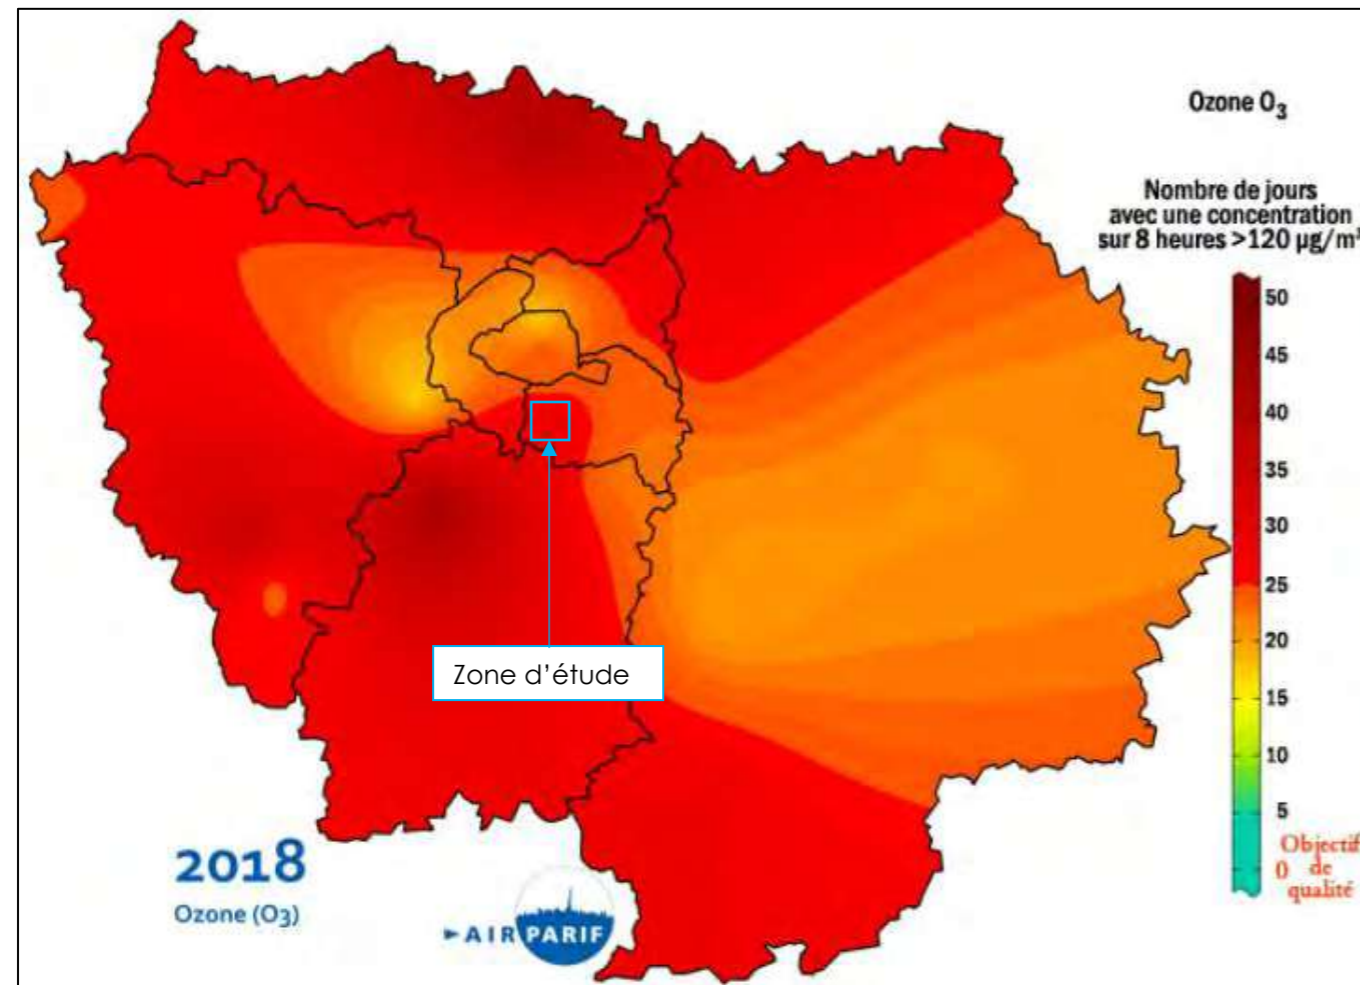 Ozone O3
Nombre de jours
avec une concentration
sur 8 heures >120 µg/m³
50
45
40
35
30
25
20
15
10
5
Objectif
0 de
qualité
Zone d'étude
2018
Ozone (O3)
AIRPARIF